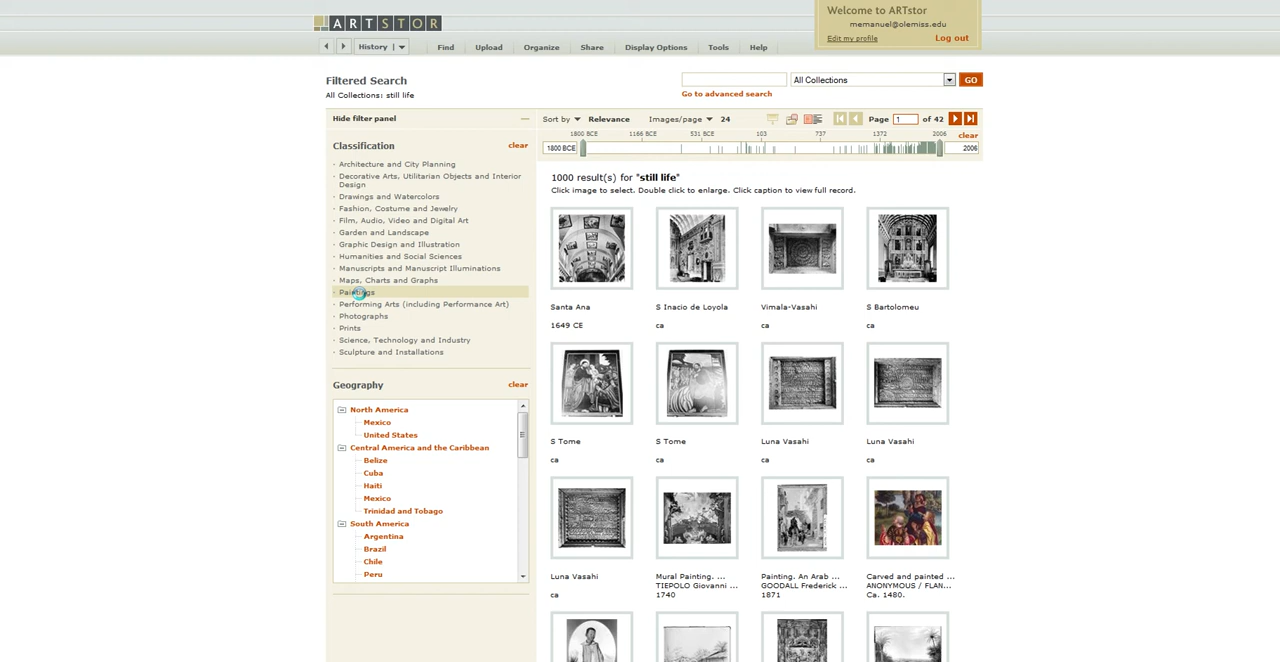 ARTSTOR
Welcome to ARTstor
memanuel@olemiss.edu
Edit my profile Log out
History | Find Upload Organize Share Display Options Tools Help
Filtered Search
All Collections: still life
All Collections GO
Go to advanced search
Hide filter panel
Sort by Relevance Images/page 24 Page 1 of 42
1800 BCE 1166 BCE 531 BCE 103 737 1372 2006 clear
1800 BCE 2006
Classification clear
Architecture and City Planning
Decorative Arts, Utilitarian Objects and Interior
Design
Drawings and Watercolors
Fashion, Costume and Jewelry
Film, Audio, Video and Digital Art
Garden and Landscape
Graphic Design and Illustration
Humanities and Social Sciences
Manuscripts and Manuscript Illuminations
Maps, Charts and Graphs
Paintings
Performing Arts (including Performance Art)
Photographs
Prints
Science, Technology and Industry
Sculpture and Installations
Geography clear
North America
Mexico
United States
Central America and the Caribbean
Belize
Cuba
Haiti
Mexico
Trinidad and Tobago
South America
Argentina
Brazil
Chile
Peru
1000 result(s) for "still life"
Click image to select. Double click to enlarge. Click caption to view full record.
Santa Ana S Inacio de Loyola Vimala-Vasahi S Bartolomeu
1649 CE ca ca ca
S Tome S Tome Luna Vasahi Luna Vasahi
ca ca ca ca
Luna Vasahi Mural Painting. ... Painting. An Arab ... Carved and painted ...
TIEPOLO Giovanni ... GOODALL Frederick ... ANONYMOUS / FLAN...
ca 1740 1871 Ca. 1480.